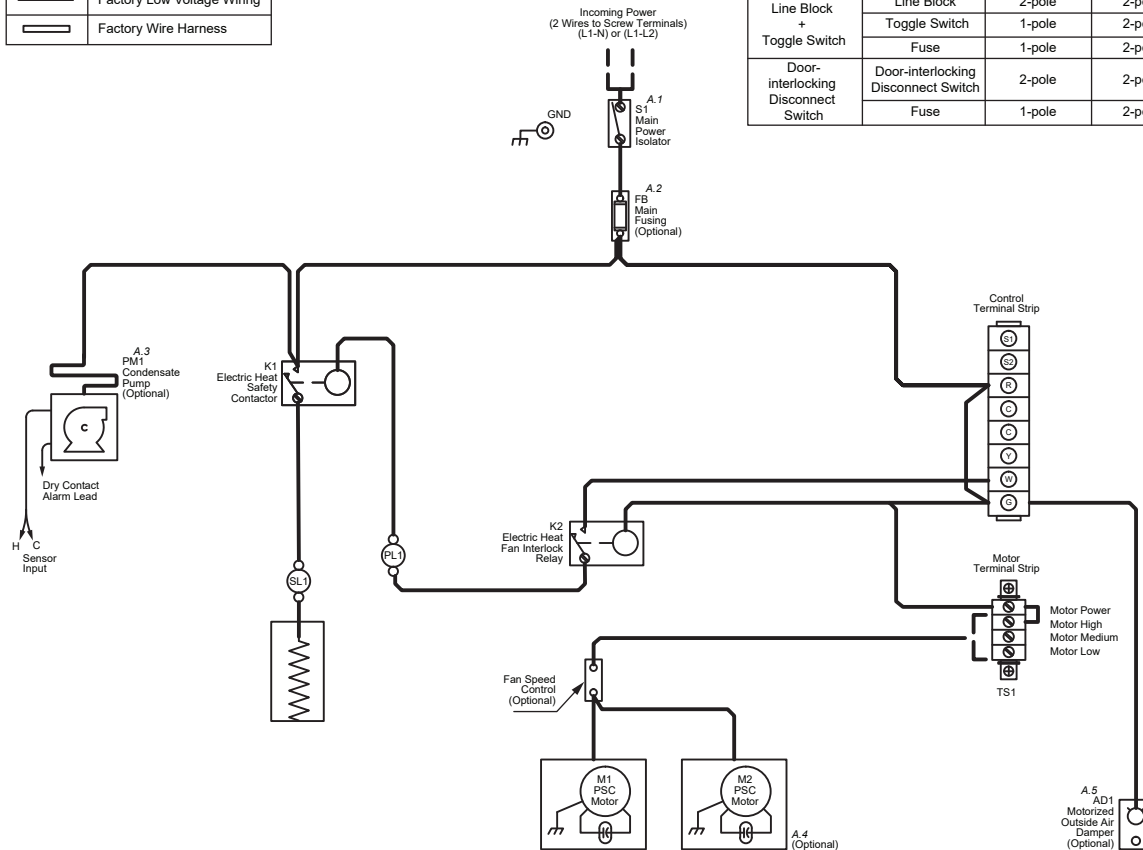 Factory Low Voltage Wiring
Factory Wire Harness
Incoming Power
(2 Wires to Screw Terminals)
(L1-N) or (L1-L2)
Line Block
+
Toggle Switch
Line Block
2-pole
Toggle Switch
1-pole
Fuse
1-pole
Door-
interlocking
Disconnect
Switch
Door-interlocking
Disconnect Switch
2-pole
Fuse
1-pole
GND
A.1
S1
Main
Power
Isolator
A.2
FB
Main
Fusing
(Optional)
Control
Terminal Strip
S1
S2
R
C
C
Y
W
G
A.3
PM1
Condensate
Pump
(Optional)
C
Dry Contact
Alarm Lead
H C
Sensor
Input
K1
Electric Heat
Safety
Contactor
K2
Electric Heat
Fan Interlock
Relay
PL1
SL1
Motor
Terminal Strip
Motor Power
Motor High
Motor Medium
Motor Low
TS1
Fan Speed
Control
(Optional)
M1
PSC
Motor
M2
PSC
Motor
A.4
(Optional)
A.5
AD1
Motorized
Outside Air
Damper
(Optional)